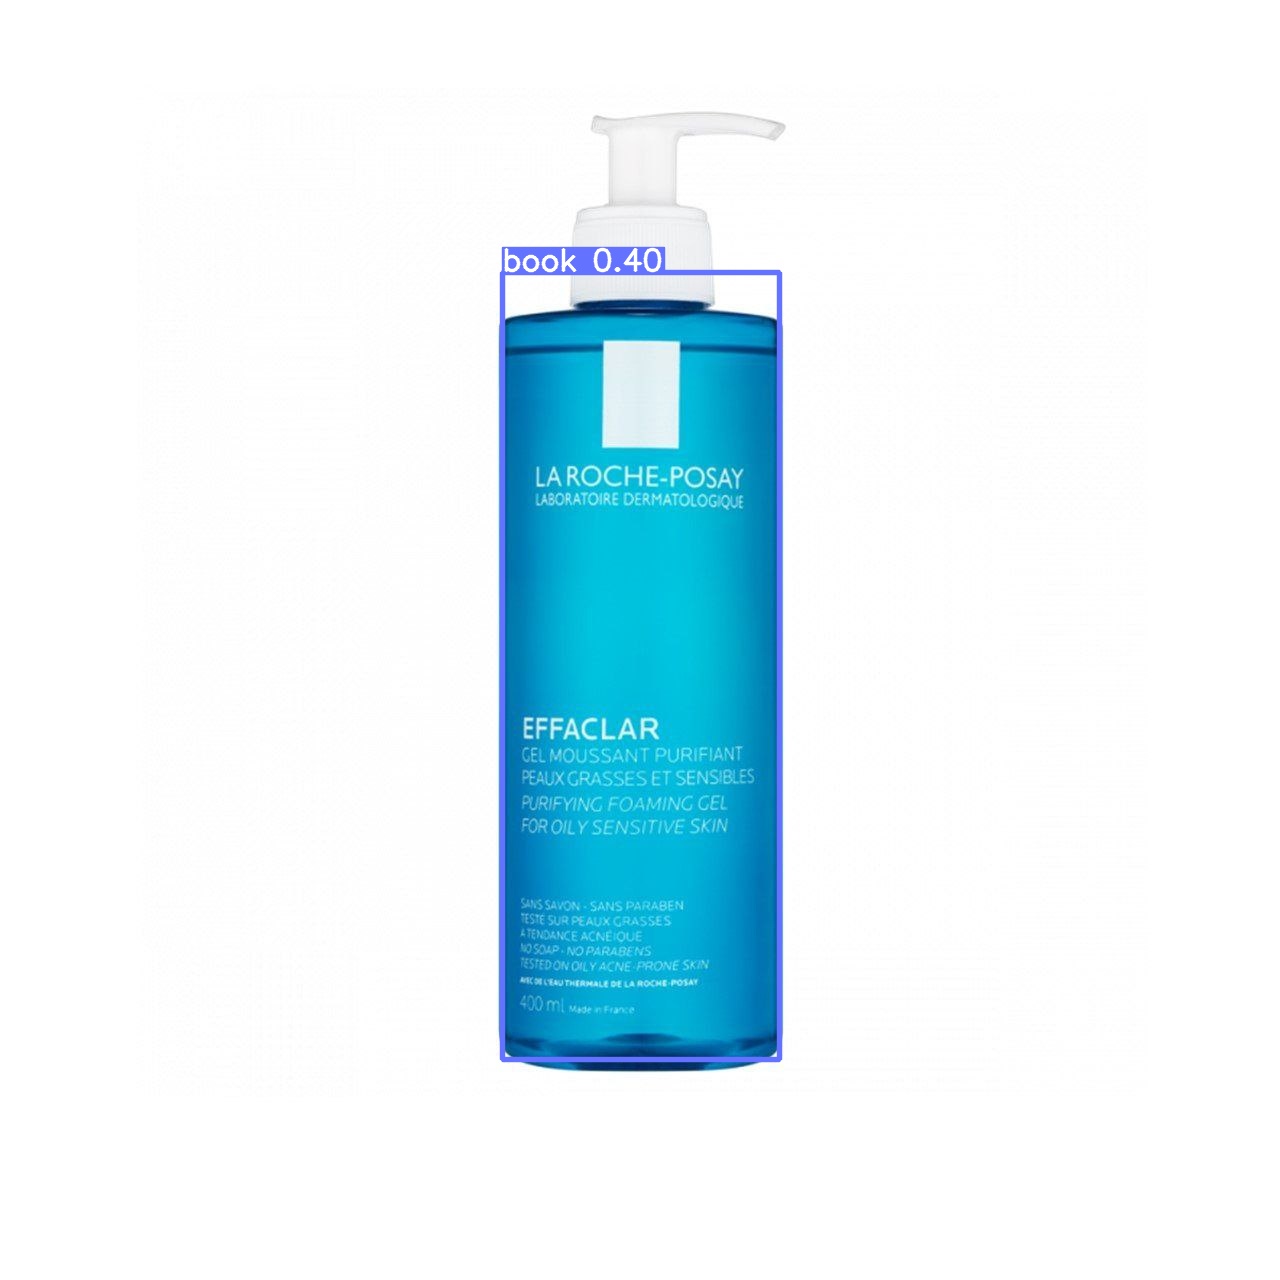 book 0.40
LA ROCHE-POSAY
LABORATOIRE DERMATOLOGIQUE
EFFACLAR
GEL MOUSSANT PURIFIANT
PEAUX GRASSES ET SENSIBLES
PURIFYING FOAMING GEL
FOR OILY SENSITIVE SKIN
SANS SAVON - SANS PARABEN
TESTÉ SUR PEAUX GRASSES
À TENDANCE ACNÉIQUE
NO SOAP - NO PARABENS
TESTED ON OILY ACNE-PRONE SKIN
AVEC DE L'EAU THERMALE DE LA ROCHE-POSAY
400 ml Made in France